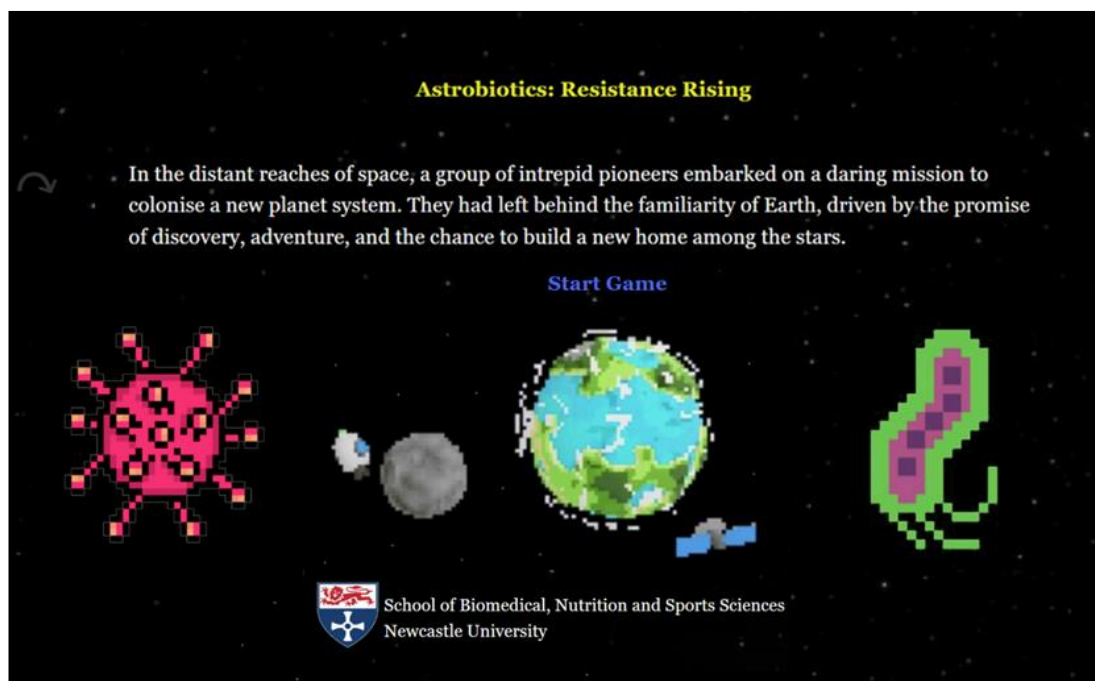 Astrobiotics: Resistance Rising
In the distant reaches of space, a group of intrepid pioneers embarked on a daring mission to
colonise a new planet system. They had left behind the familiarity of Earth, driven by the promise
of discovery, adventure, and the chance to build a new home among the stars.
Start Game
School of Biomedical, Nutrition and Sports Sciences
Newcastle University